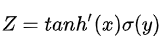 Z = tanh′(x)σ(y)